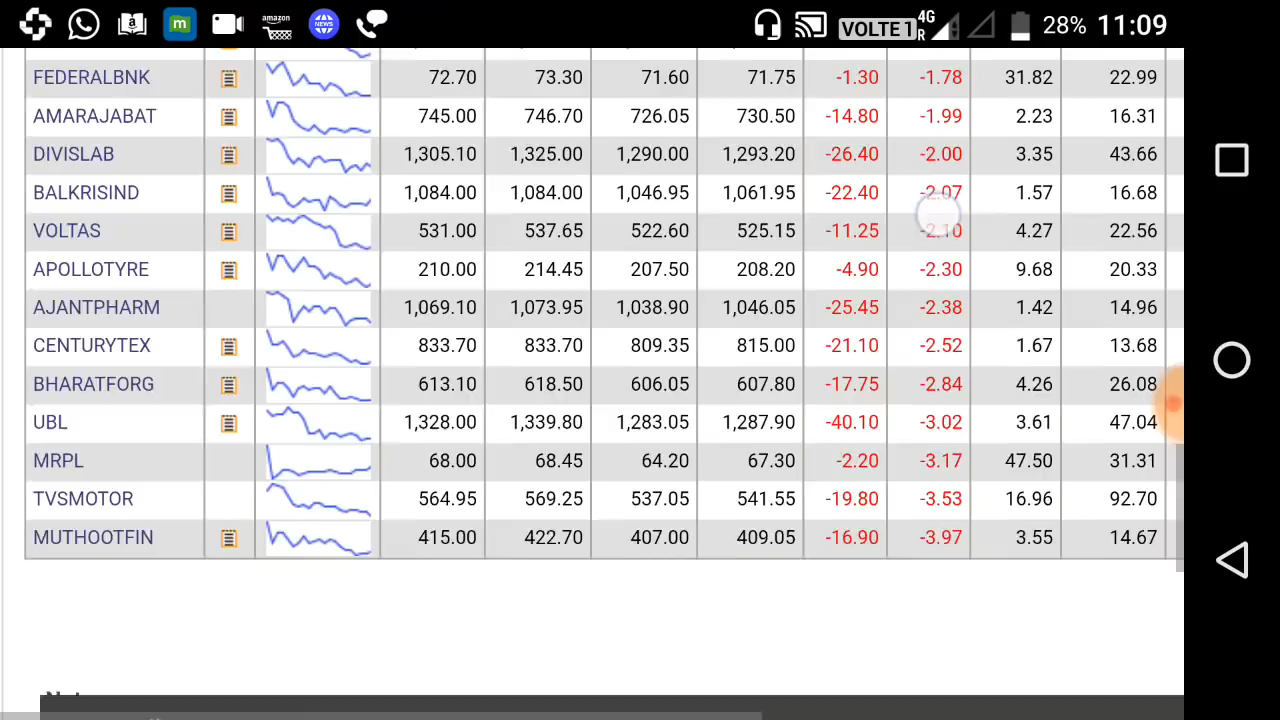 amazon NEWS VOLTE 1 4G R 28% 11:09
FEDERALBNK 72.70 73.30 71.60 71.75 -1.30 -1.78 31.82 22.99
AMARAJABAT 745.00 746.70 726.05 730.50 -14.80 -1.99 2.23 16.31
DIVISLAB 1,305.10 1,325.00 1,290.00 1,293.20 -26.40 -2.00 3.35 43.66
BALKRISIND 1,084.00 1,084.00 1,046.95 1,061.95 -22.40 -2.07 1.57 16.68
VOLTAS 531.00 537.65 522.60 525.15 -11.25 -2.10 4.27 22.56
APOLLOTYRE 210.00 214.45 207.50 208.20 -4.90 -2.30 9.68 20.33
AJANTPHARM 1,069.10 1,073.95 1,038.90 1,046.05 -25.45 -2.38 1.42 14.96
CENTURYTEX 833.70 833.70 809.35 815.00 -21.10 -2.52 1.67 13.68
BHARATFORG 613.10 618.50 606.05 607.80 -17.75 -2.84 4.26 26.08
UBL 1,328.00 1,339.80 1,283.05 1,287.90 -40.10 -3.02 3.61 47.04
MRPL 68.00 68.45 64.20 67.30 -2.20 -3.17 47.50 31.31
TVSMOTOR 564.95 569.25 537.05 541.55 -19.80 -3.53 16.96 92.70
MUTHOOTFIN 415.00 422.70 407.00 409.05 -16.90 -3.97 3.55 14.67